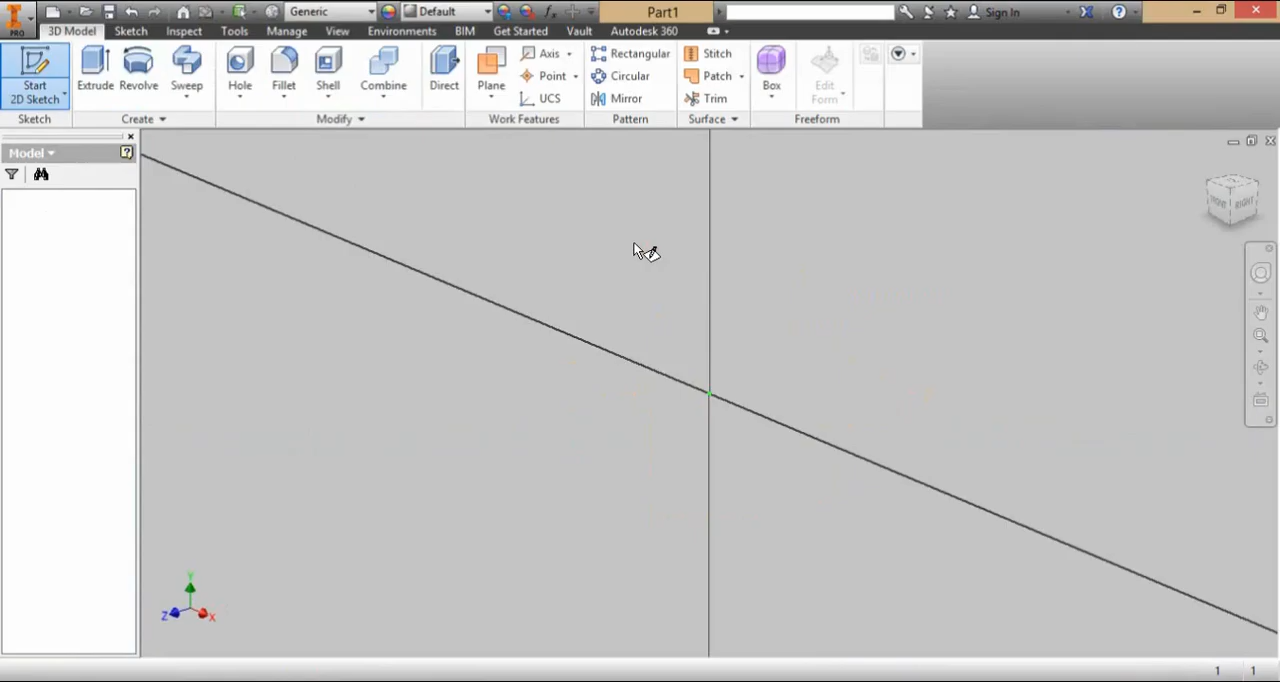 PRO Generic Default Part1 Sign In
3D Model Sketch Inspect Tools Manage View Environments BIM Get Started Vault Autodesk 360
Start 2D Sketch Extrude Revolve Sweep Hole Fillet Shell Combine Direct Plane Axis Rectangular Stitch Box Edit Form
Point Circular Patch
UCS Mirror Trim
Sketch Create Modify Work Features Pattern Surface Freeform
Model
RIGHT
Y
Z X
1 1